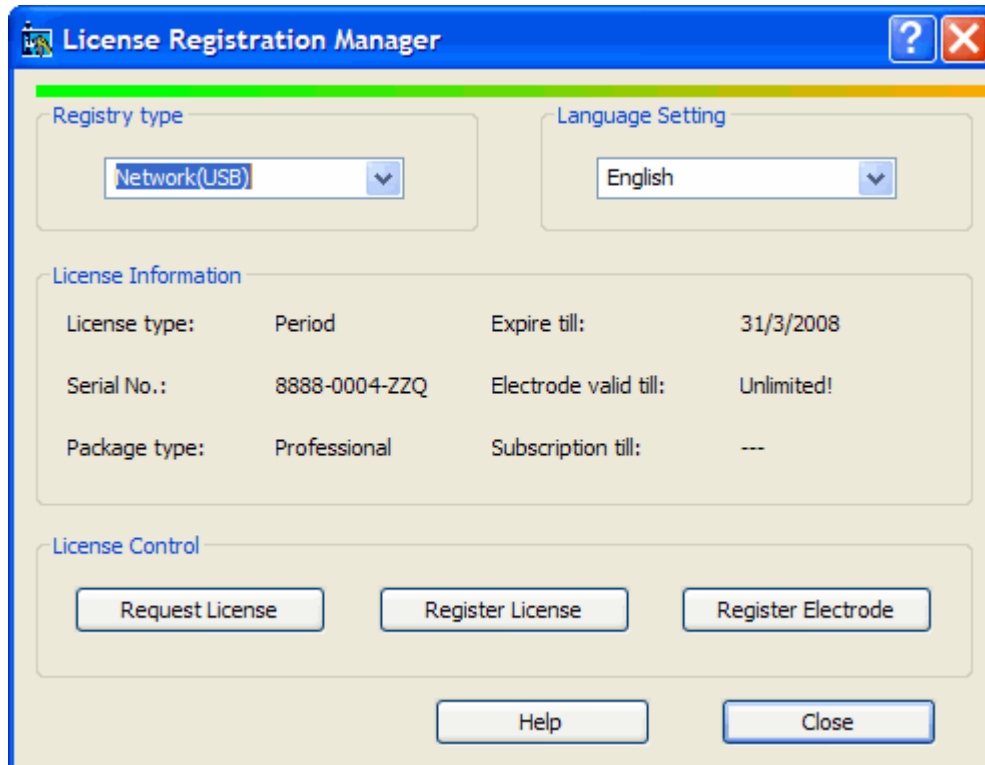 License Registration Manager
Registry type
Language Setting
Network(USB)
English
License Information
License type: Period Expire till: 31/3/2008
Serial No.: 8888-0004-ZZQ Electrode valid till: Unlimited!
Package type: Professional Subscription till: ---
License Control
Request License Register License Register Electrode
Help Close